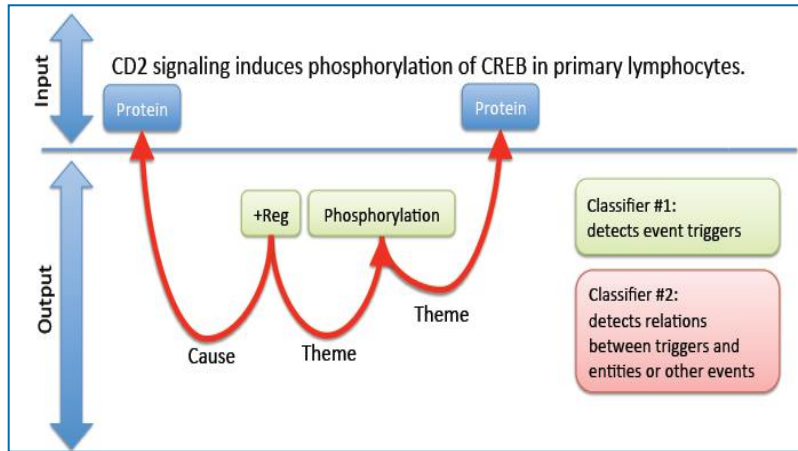 Input
CD2 signaling induces phosphorylation of CREB in primary lymphocytes.
Protein
Protein
Output
+Reg
Phosphorylation
Cause
Theme
Theme
Classifier #1:
detects event triggers
Classifier #2:
detects relations
between triggers and
entities or other events